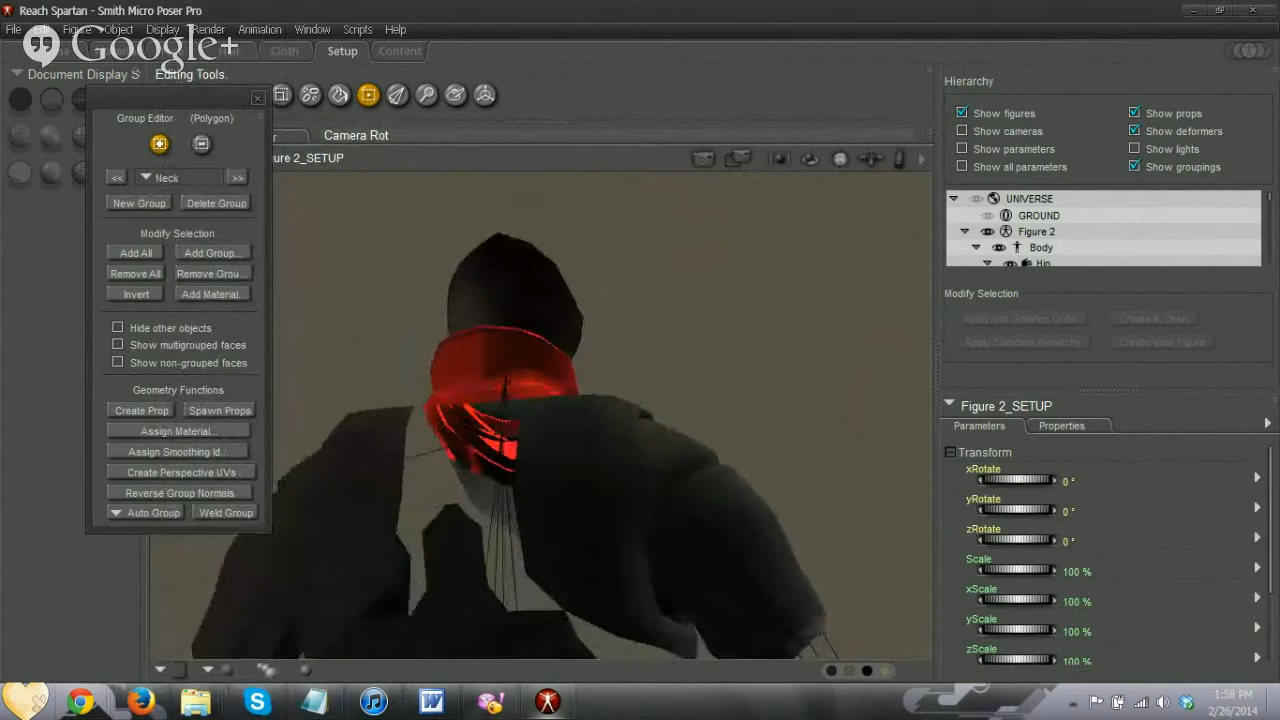 Reach Spartan - Smith Micro Poser Pro
File Edit Figure Object Display Render Animation Window Scripts Help
Google+
Cloth Setup Content
Document Display S
Editing Tools.
Group Editor (Polygon)
<< Neck >>
New Group Delete Group
Modify Selection
Add All Add Group...
Remove All Remove Grou...
Invert Add Material...
Hide other objects
Show multigrouped faces
Show non-grouped faces
Geometry Functions
Create Prop Spawn Props
Assign Material...
Assign Smoothing Id...
Create Perspective UVs
Reverse Group Normals
Auto Group Weld Group
Camera Rot
ure 2_SETUP
Hierarchy
Show figures Show props
Show cameras Show deformers
Show parameters Show lights
Show all parameters Show groupings
UNIVERSE
GROUND
Figure 2
Body
Hip
Modify Selection
Apply Std. Rotation Order Create IK Chain
Apply Standard Hierarchy Create New Figure
Figure 2_SETUP
Parameters Properties
Transform
xRotate
0 °
yRotate
0 °
zRotate
0 °
Scale
100 %
xScale
100 %
yScale
100 %
zScale
100 %
1:58 PM
2/26/2014